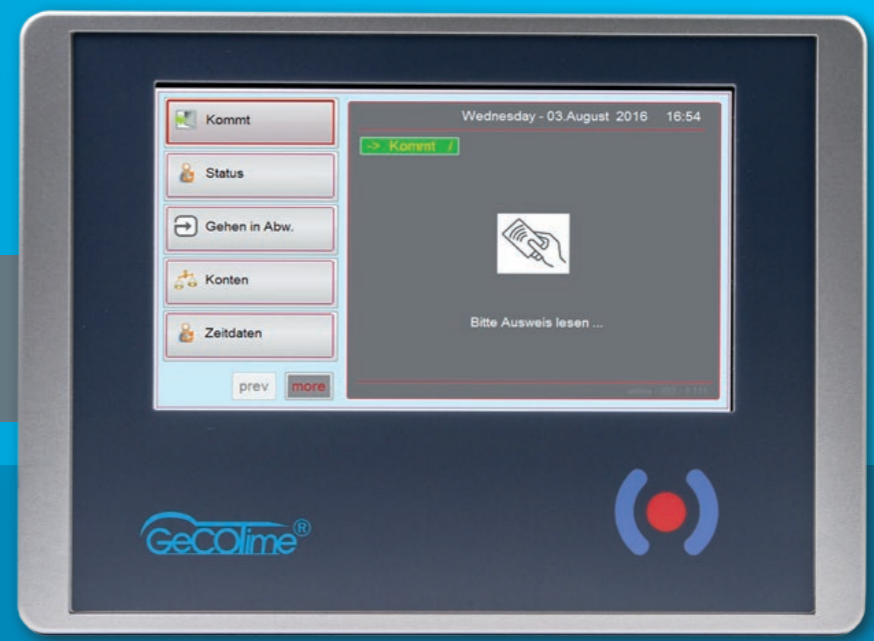 Kommt
Status
Gehen in Abw.
Konten
Zeitdaten
prev more
Wednesday - 03.August 2016 16:54
-> Kommt /
Bitte Ausweis lesen ...
GeCOTime®